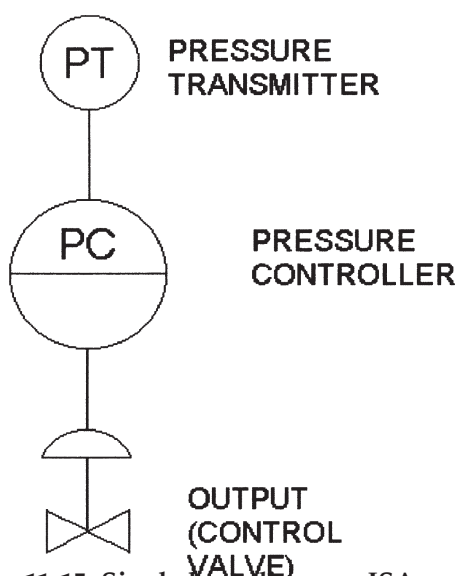 PT
PRESSURE
TRANSMITTER
PC
PRESSURE
CONTROLLER
OUTPUT
(CONTROL
VALVE)